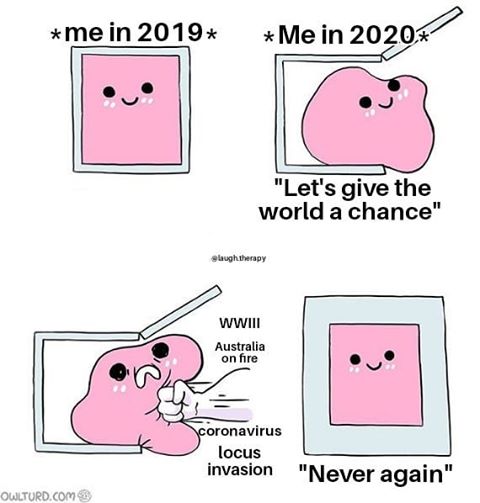 *me in 2019*
*Me in 2020*
"Let's give the
world a chance"
@laugh.therapy
WWIII
Australia
on fire
coronavirus
locus
invasion
"Never again"
OWLTURD.COM